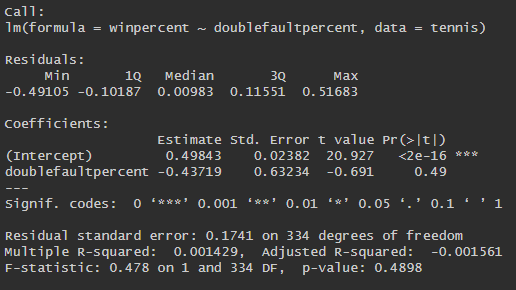 Call:
lm(formula = winpercent ~ doublefaultpercent, data = tennis)
Residuals:
Min 1Q Median 3Q Max
-0.49105 -0.10187 0.00983 0.11551 0.51683
Coefficients:
Estimate Std. Error t value Pr(>|t|)
(Intercept) 0.49843 0.02382 20.927 <2e-16 ***
doublefaultpercent -0.43719 0.63234 -0.691 0.49
---
Signif. codes: 0 ‘***’ 0.001 ‘**’ 0.01 ‘*’ 0.05 ‘.’ 0.1 ‘ ’ 1
Residual standard error: 0.1741 on 334 degrees of freedom
Multiple R-squared: 0.001429, Adjusted R-squared: -0.001561
F-statistic: 0.478 on 1 and 334 DF, p-value: 0.4898